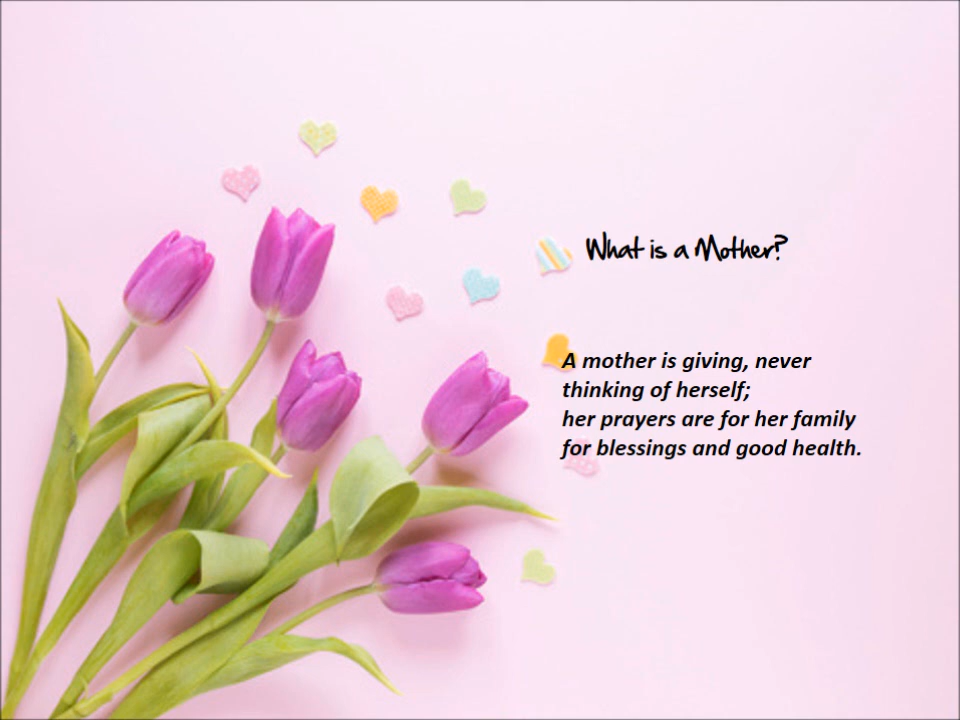 What is a Mother?
A mother is giving, never
thinking of herself;
her prayers are for her family
for blessings and good health.